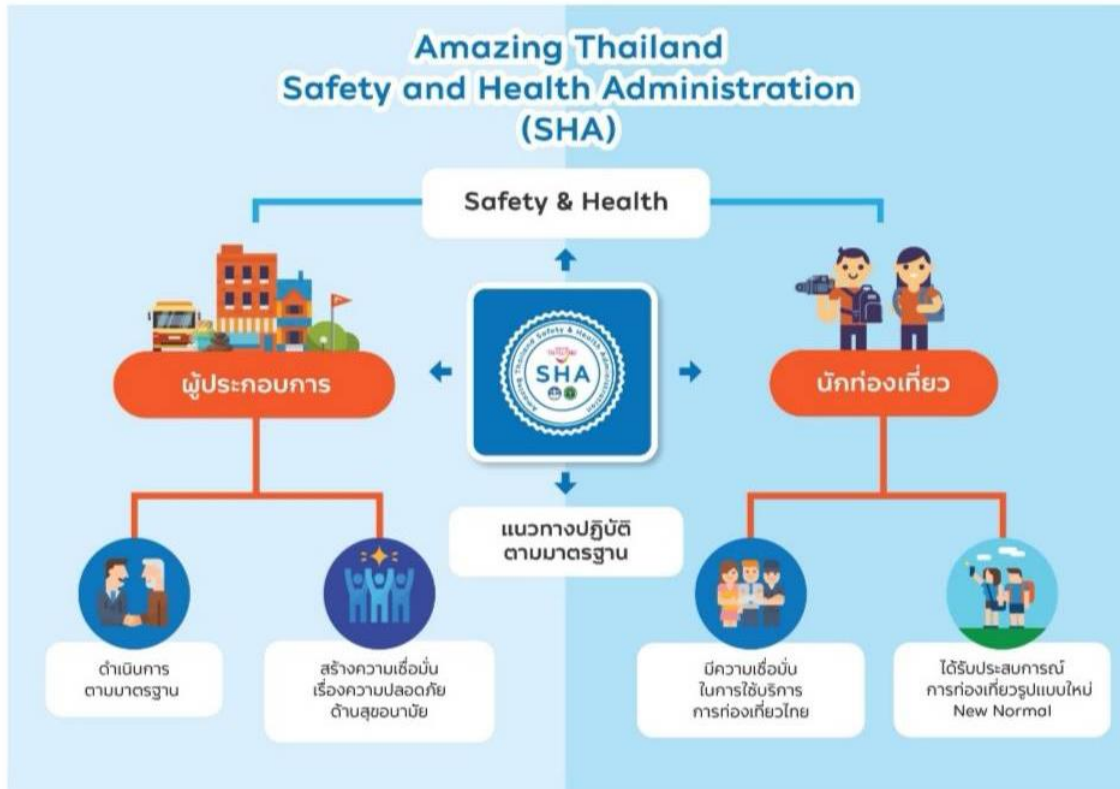 Amazing Thailand
Safety and Health Administration
(SHA)
Safety & Health
Amazing Thailand Safety & Health Administration
SHA
ผู้ประกอบการ
นักท่องเที่ยว
แนวทางปฏิบัติ
ตามมาตรฐาน
ดำเนินการ
ตามมาตรฐาน
สร้างความเชื่อมั่น
เรื่องความปลอดภัย
ด้านสุขอนามัย
มีความเชื่อมั่น
ในการใช้บริการ
การท่องเที่ยวไทย
ได้รับประสบการณ์
การท่องเที่ยวรูปแบบใหม่
New Normal